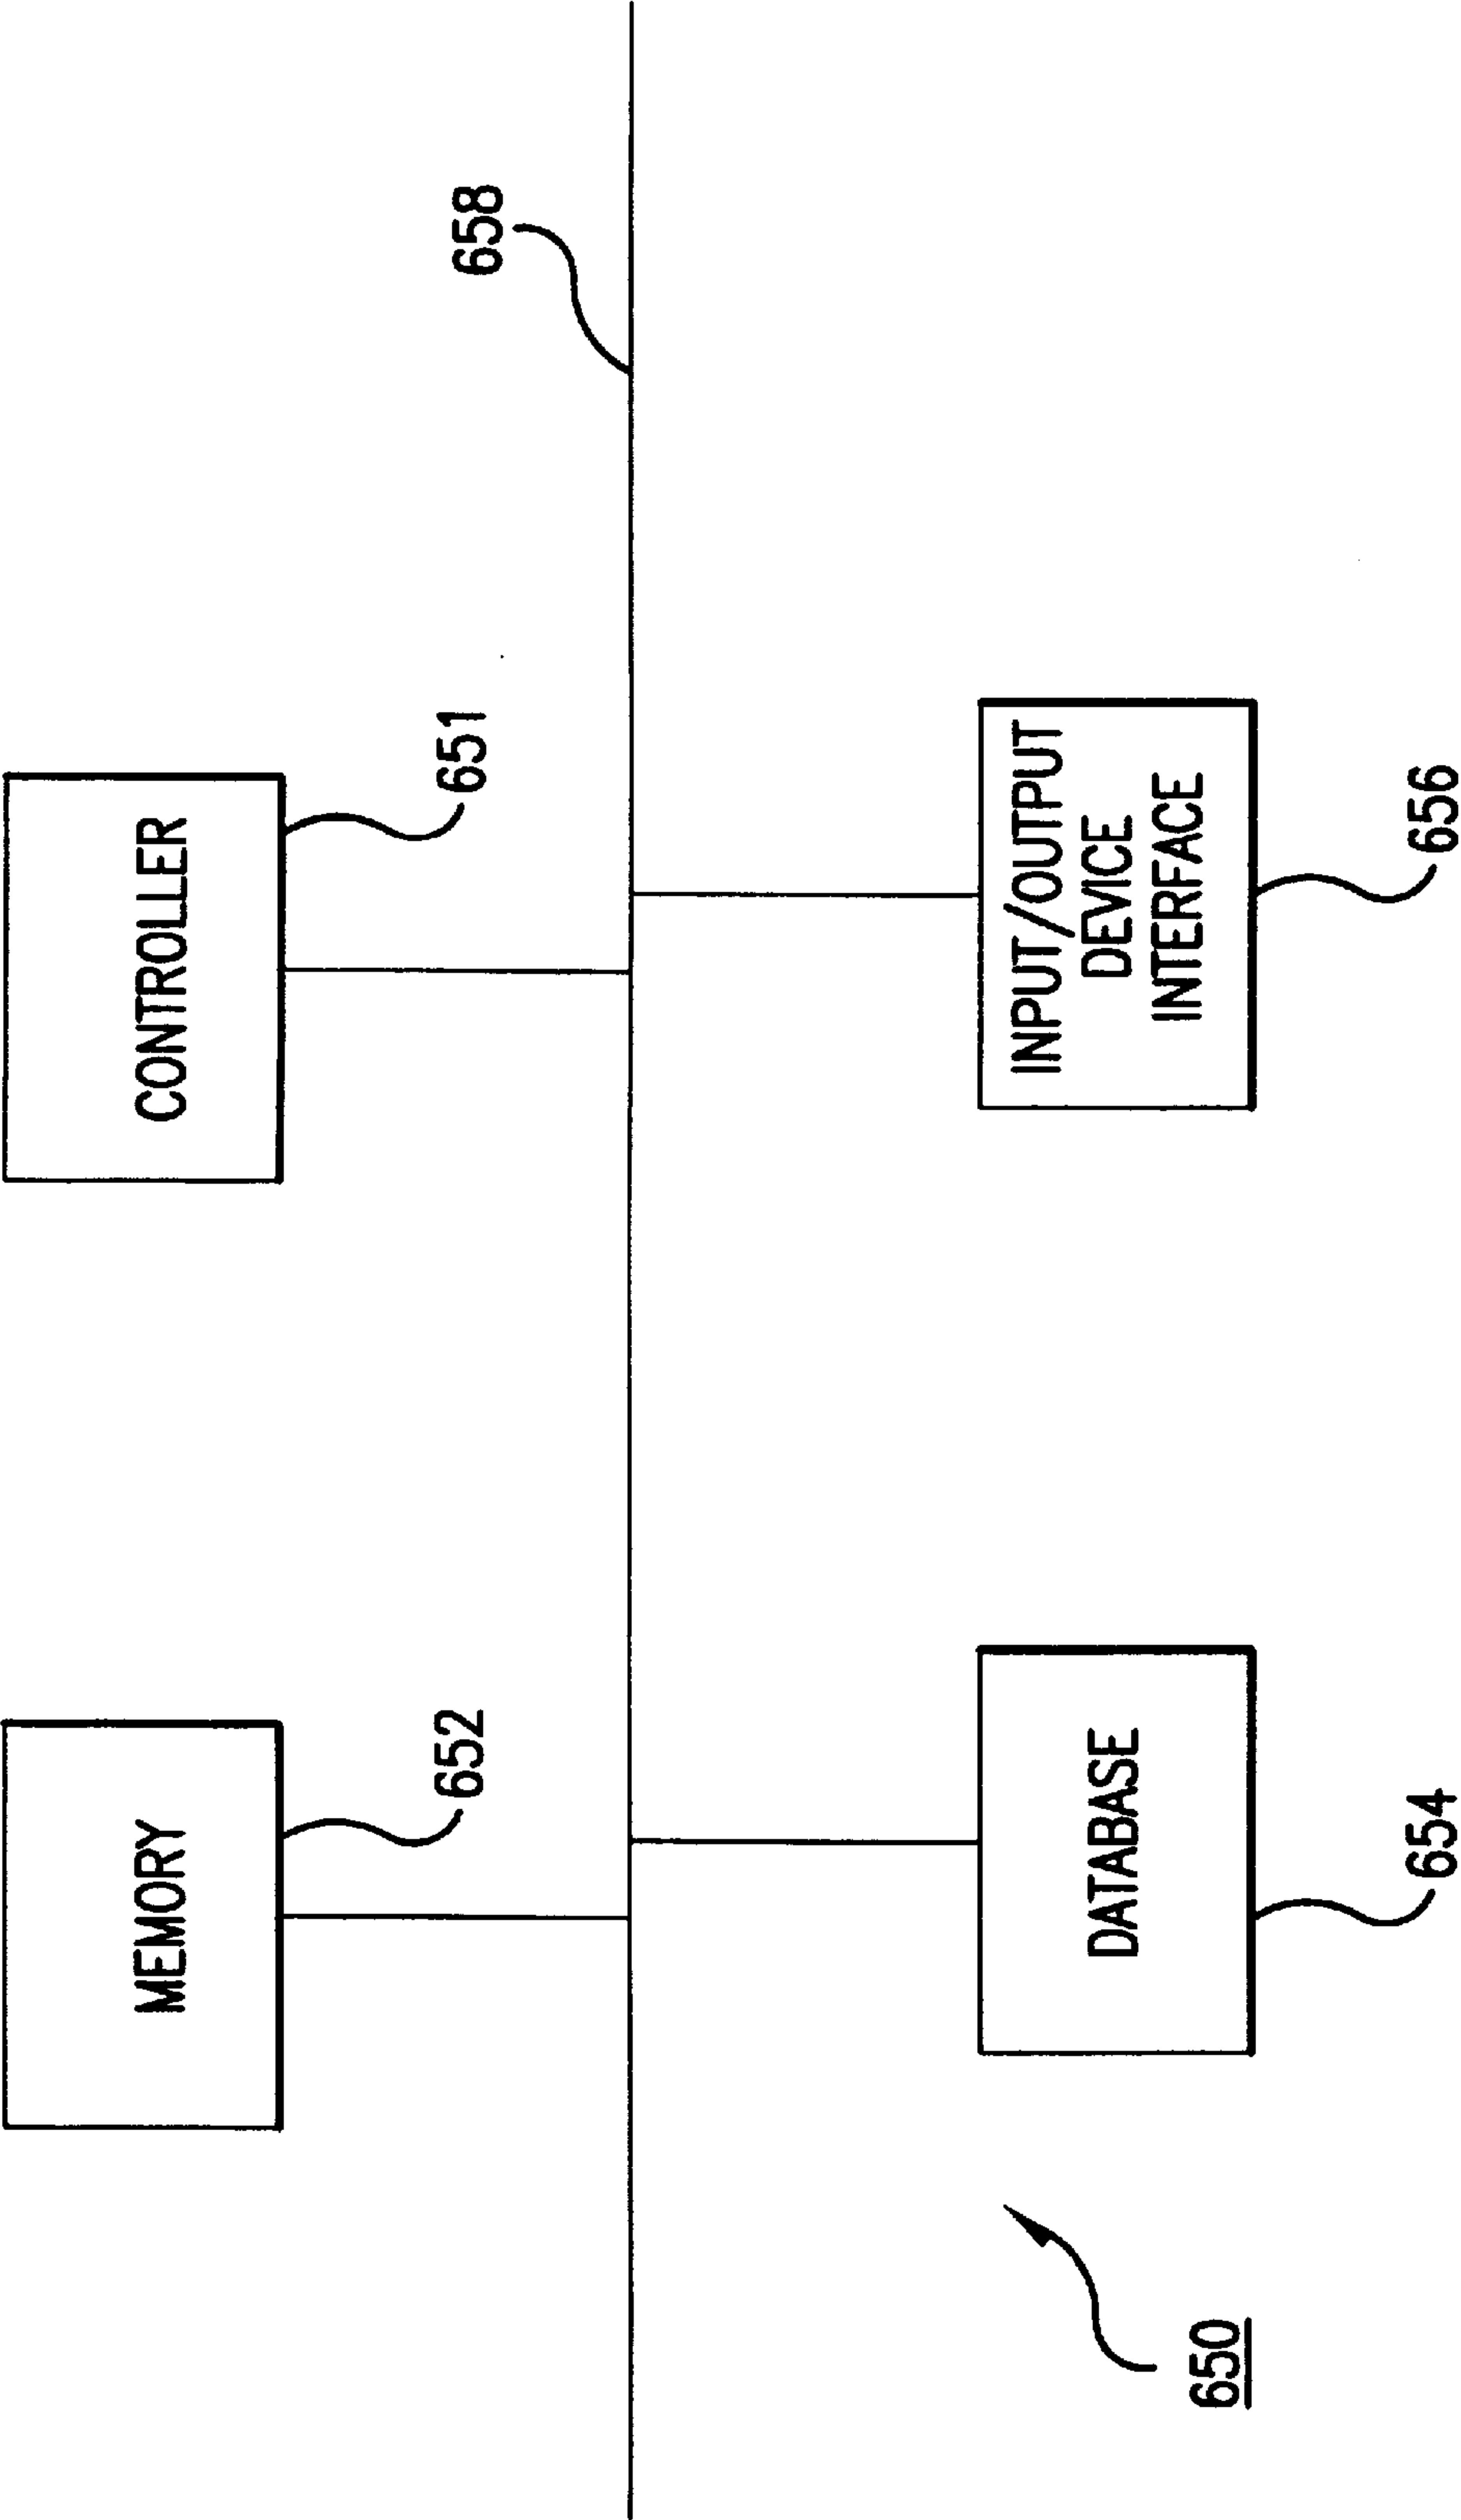 MEMORY
652
CONTROLLER
651
658
650
DATABASE
654
INPUT/OUTPUT
DEVICE
INTERFACE
656